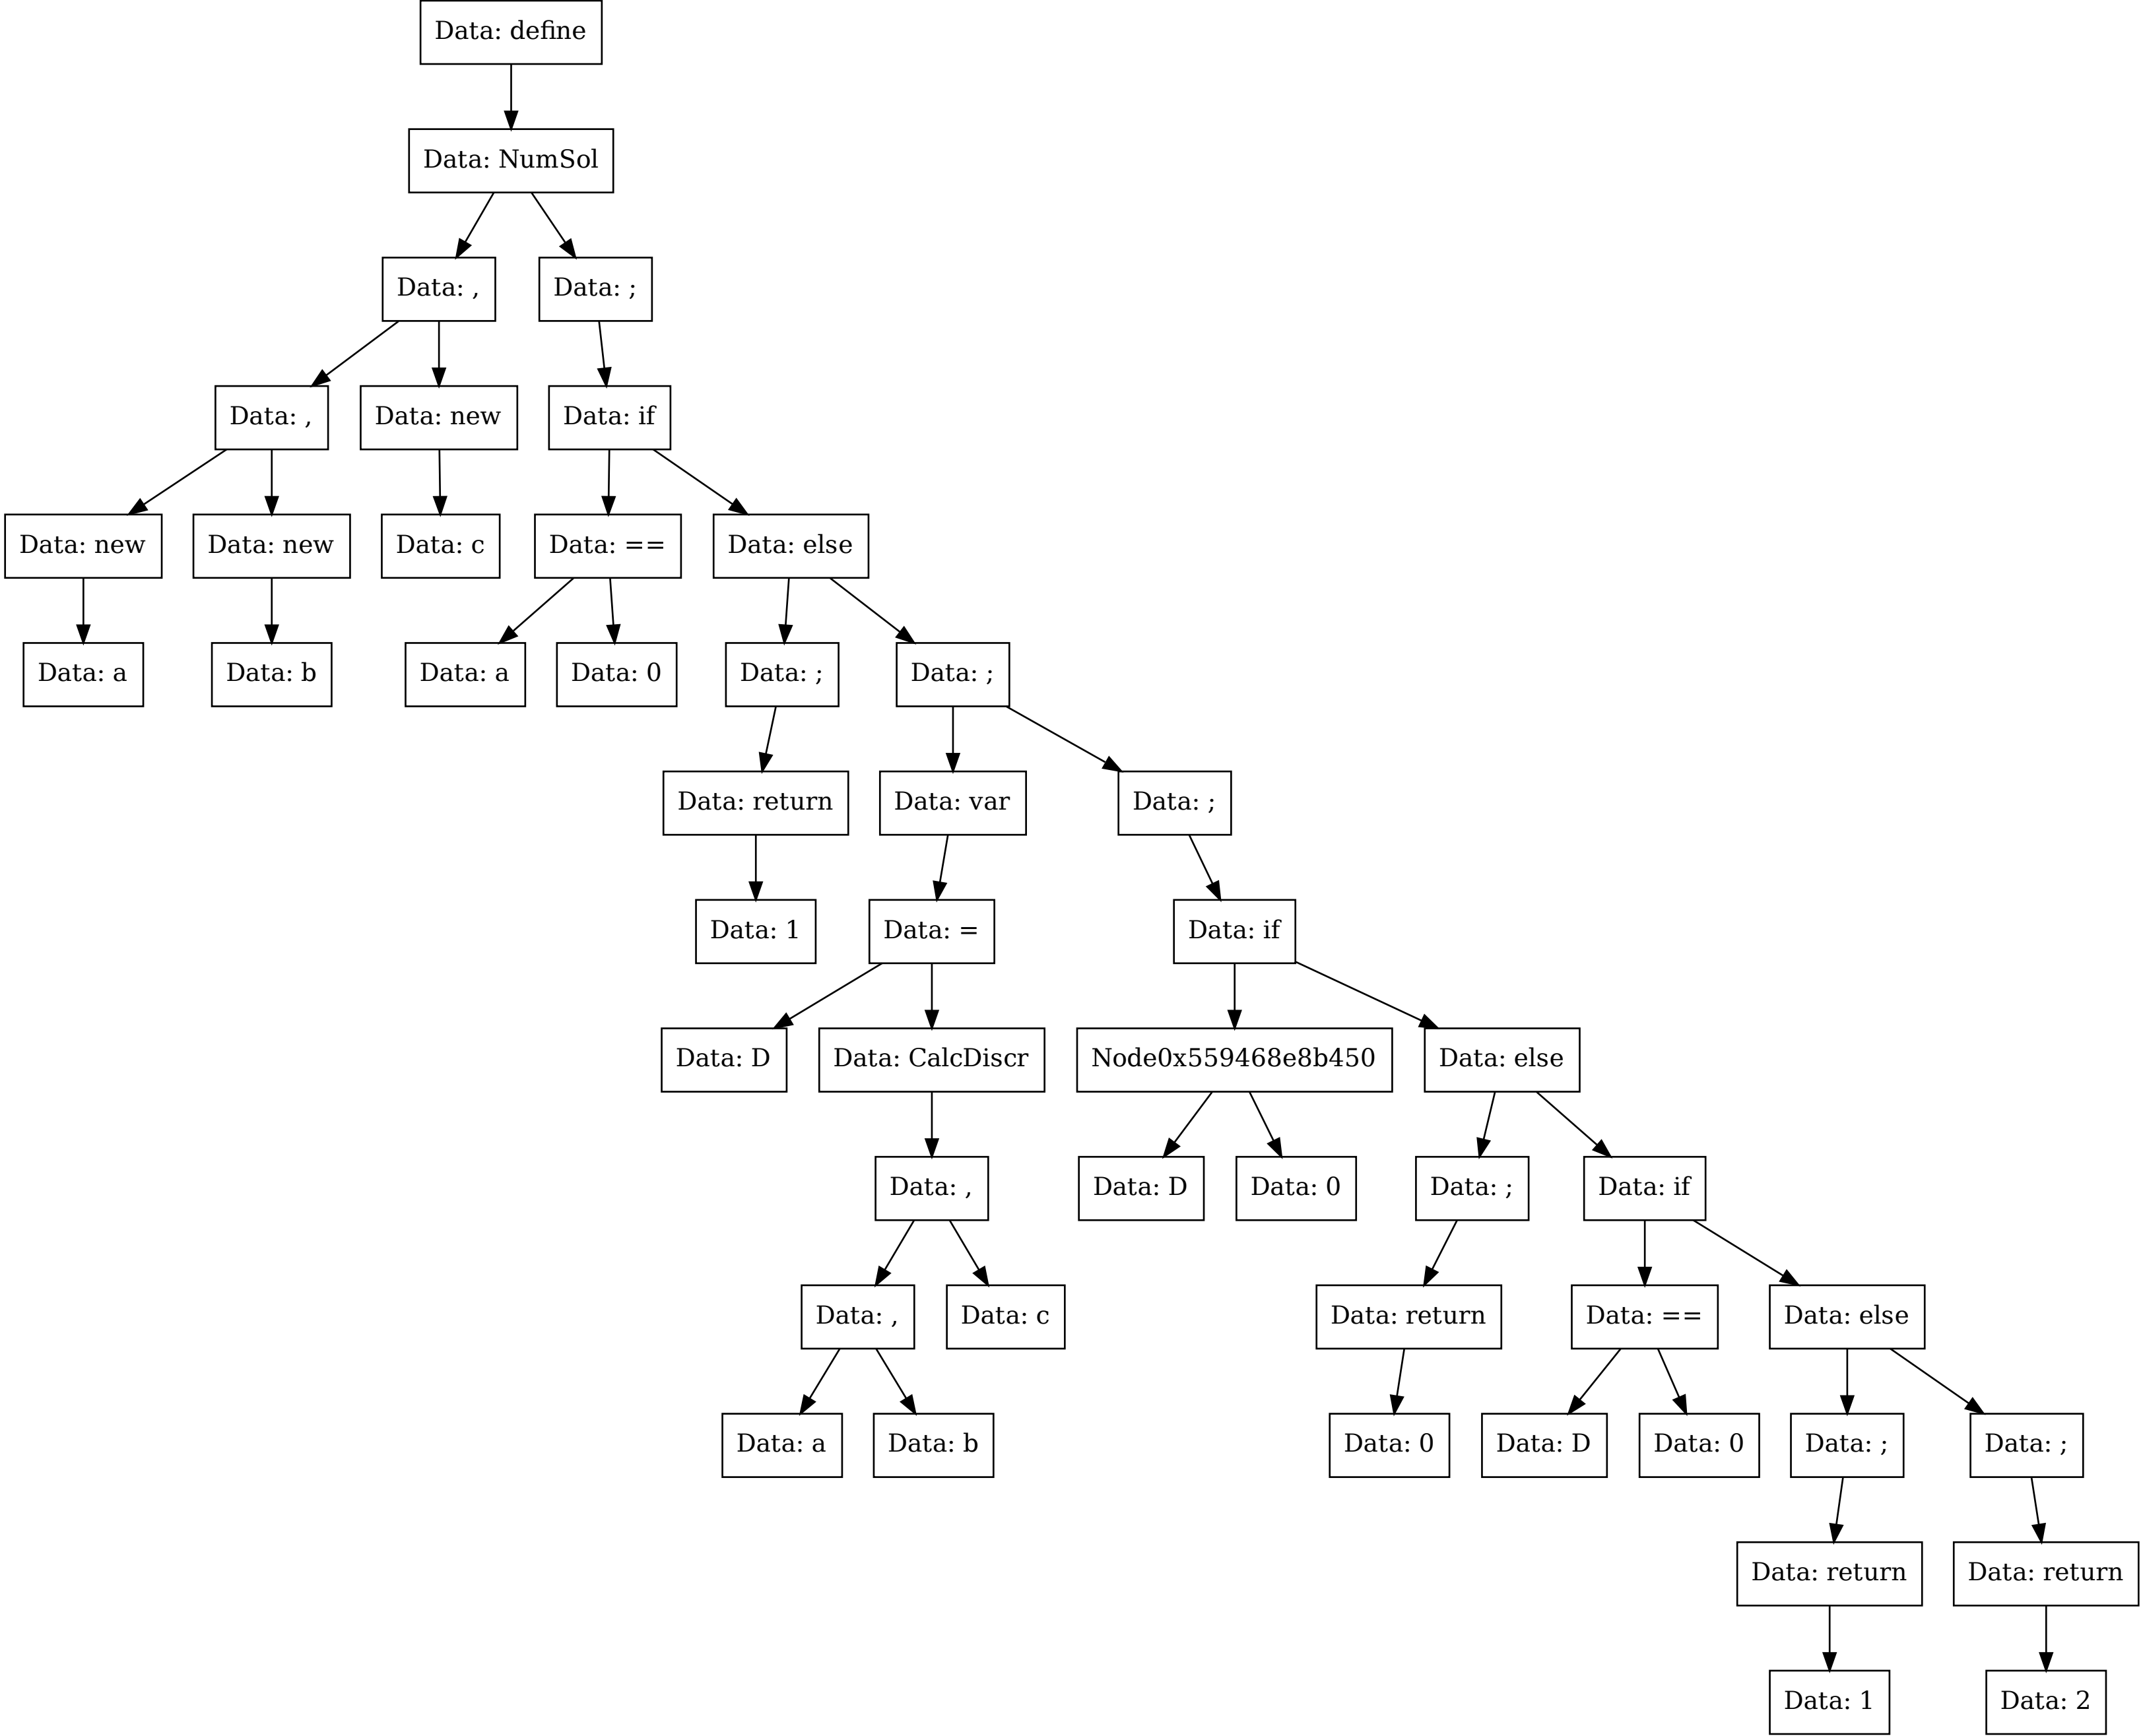 Data: define
Data: NumSol
Data: ,
Data: ;
Data: ,
Data: new
Data: if
Data: new
Data: new
Data: c
Data: ==
Data: else
Data: a
Data: b
Data: a
Data: 0
Data: ;
Data: ;
Data: return
Data: var
Data: ;
Data: 1
Data: =
Data: if
Data: D
Data: CalcDiscr
Node0x559468e8b450
Data: else
Data: ,
Data: D
Data: 0
Data: ;
Data: if
Data: ,
Data: c
Data: return
Data: ==
Data: else
Data: a
Data: b
Data: 0
Data: D
Data: 0
Data: ;
Data: ;
Data: return
Data: return
Data: 1
Data: 2